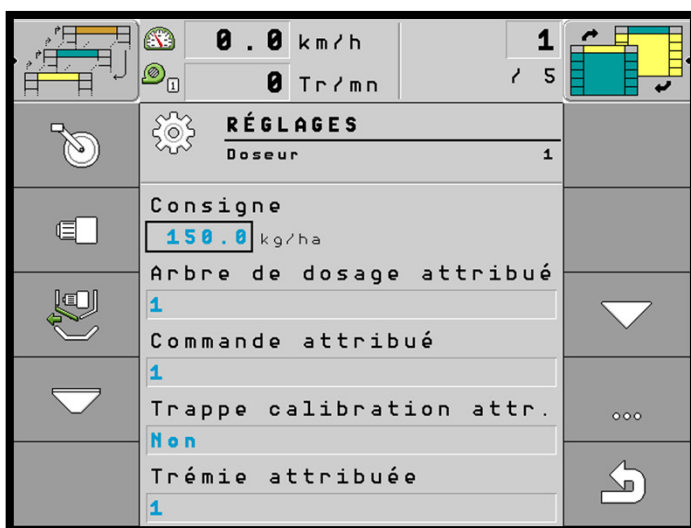 0.0 km/h
1
1
0 Tr/mn
/ 5
RÉGLAGES
Doseur 1
Consigne
150.0 kg/ha
Arbre de dosage attribué
1
Commande attribué
1
Trappe calibration attr.
Non
Trémie attribuée
1